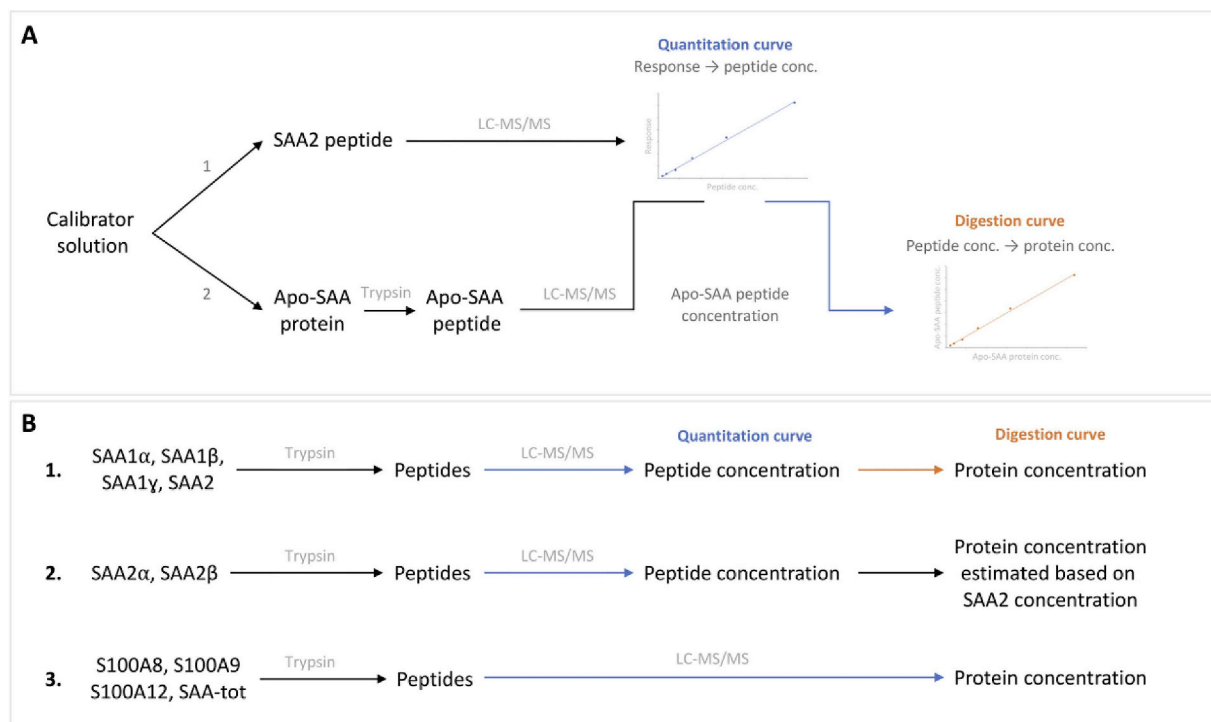 A
Quantitation curve
Response → peptide conc.
Response
Peptide conc.
SAA2 peptide
LC-MS/MS
1
Calibrator
solution
2
Apo-SAA
protein
Trypsin
Apo-SAA
peptide
LC-MS/MS
Apo-SAA peptide
concentration
Digestion curve
Peptide conc. → protein conc.
Apo-SAA peptide conc.
Apo-SAA protein conc.
B
Quantitation curve
Digestion curve
1.
SAA1α, SAA1β,
SAA1ɣ, SAA2
Trypsin
Peptides
LC-MS/MS
Peptide concentration
Protein concentration
2.
SAA2α, SAA2β
Trypsin
Peptides
LC-MS/MS
Peptide concentration
Protein concentration
estimated based on
SAA2 concentration
3.
S100A8, S100A9
S100A12, SAA-tot
Trypsin
Peptides
LC-MS/MS
Protein concentration